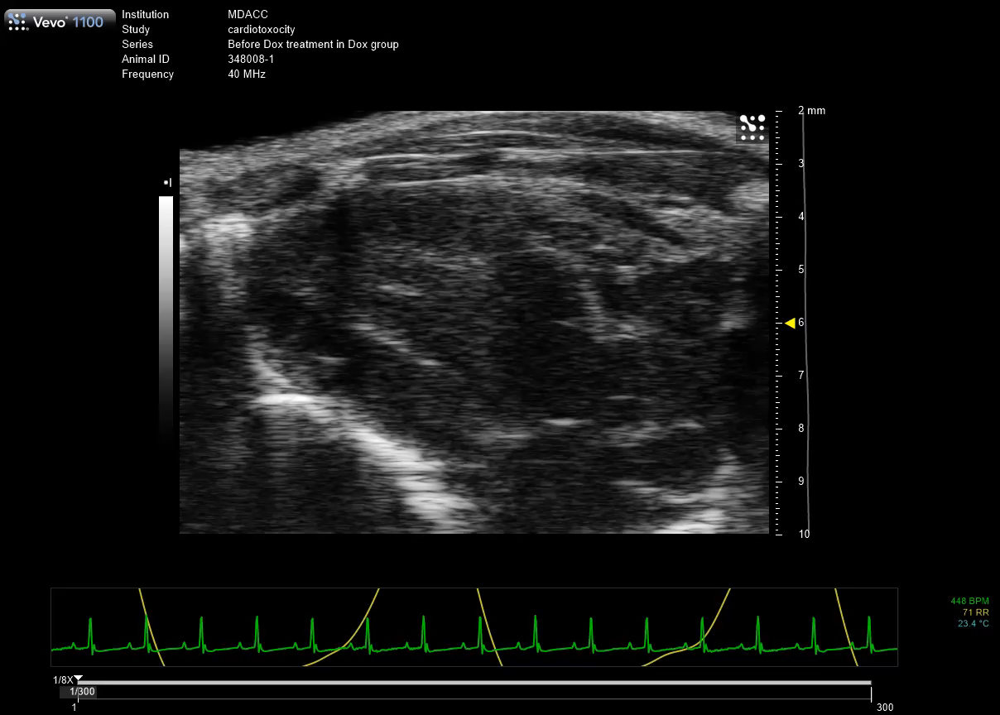 Vevo® 1100
Institution MDACC
Study cardiotoxocity
Series Before Dox treatment in Dox group
Animal ID 348008-1
Frequency 40 MHz
2 mm
3
4
5
6
7
8
9
10
448 BPM
71 RR
23.4 °C
1/8X
1/300
1
300